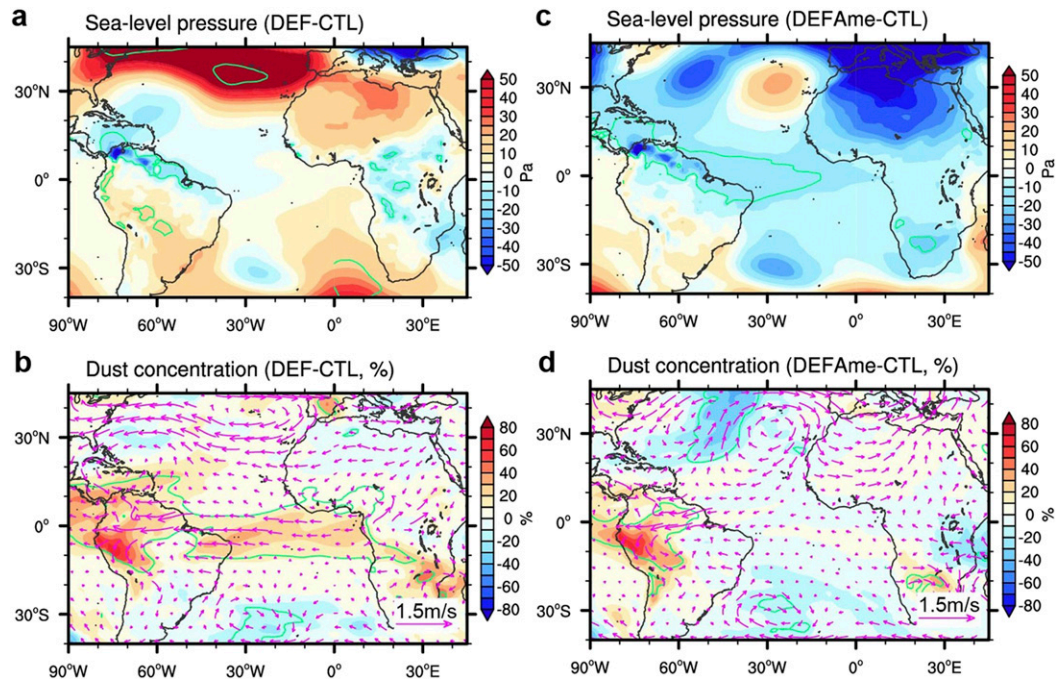 a
Sea-level pressure (DEF-CTL)
30°N
0°
30°S
90°W
60°W
30°W
0°
30°E
50
40
30
20
10
0
-10
-20
-30
-40
-50
Pa
c
Sea-level pressure (DEFAme-CTL)
30°N
0°
30°S
90°W
60°W
30°W
0°
30°E
50
40
30
20
10
0
-10
-20
-30
-40
-50
Pa
b
Dust concentration (DEF-CTL, %)
30°N
0°
30°S
1.5m/s
90°W
60°W
30°W
0°
30°E
80
60
40
20
0
-20
-40
-60
-80
%
d
Dust concentration (DEFAme-CTL, %)
30°N
0°
30°S
1.5m/s
90°W
60°W
30°W
0°
30°E
80
60
40
20
0
-20
-40
-60
-80
%